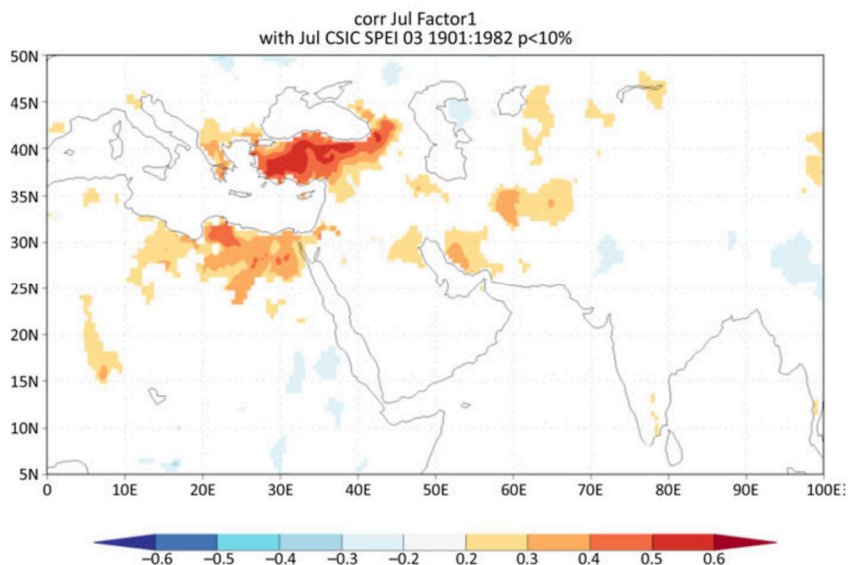 corr Jul Factor1
with Jul CSIC SPEI 03 1901:1982 p<10%
50N
45N
40N
35N
30N
25N
20N
15N
10N
5N
0 10E 20E 30E 40E 50E 60E 70E 80E 90E 100E
−0.6 −0.5 −0.4 −0.3 −0.2 0.2 0.3 0.4 0.5 0.6